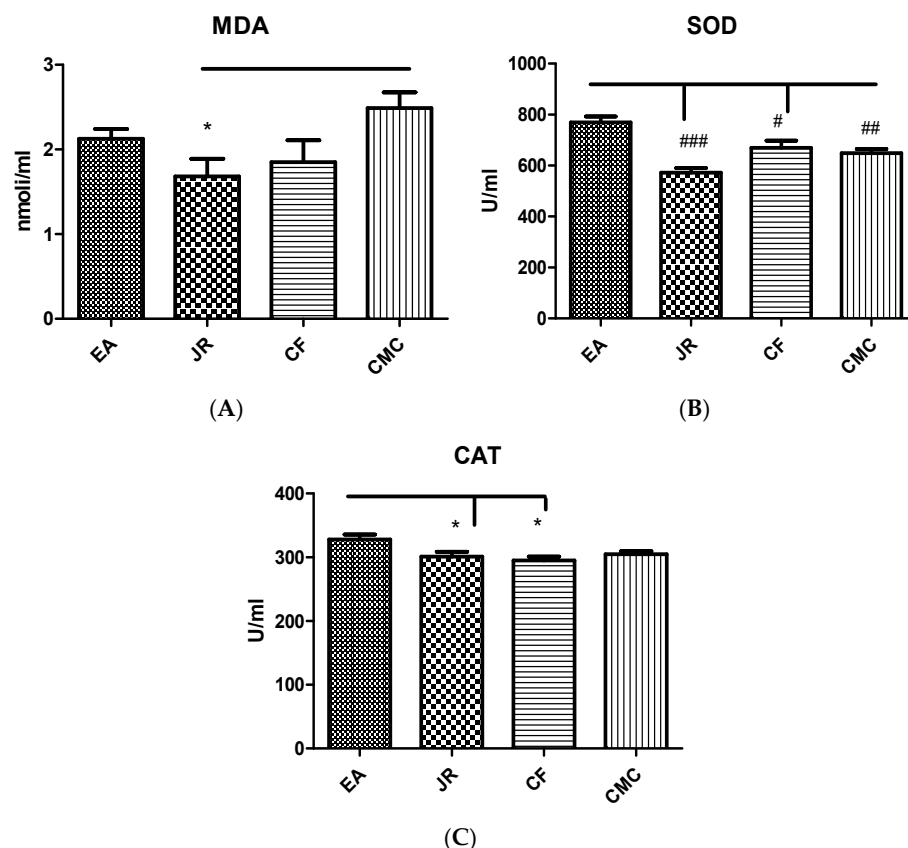 MDA
3
2
1
0
nmoli/ml
*
EA
JR
CF
CMC
(A)
SOD
1000
800
600
400
200
0
U/ml
###
#
##
EA
JR
CF
CMC
(B)
CAT
400
300
200
100
0
U/ml
*
*
EA
JR
CF
CMC
(C)